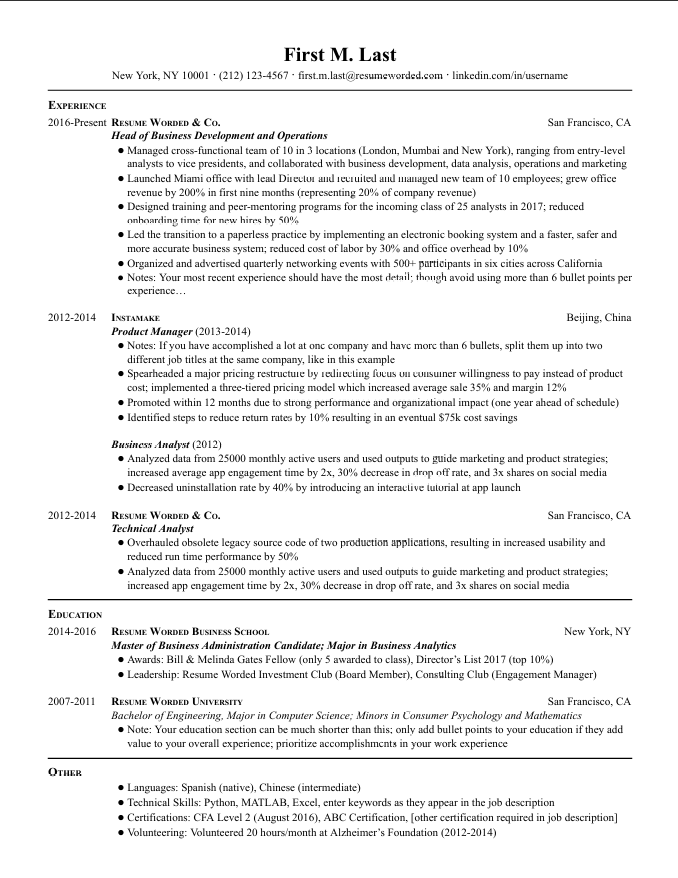 First M. Last
New York, NY 10001 · (212) 123-4567 · first.m.last@resumeworded.com · linkedin.com/in/username
EXPERIENCE
2016-Present RESUME WORDED & CO. San Francisco, CA
Head of Business Development and Operations
● Managed cross-functional team of 10 in 3 locations (London, Mumbai and New York), ranging from entry-level
analysts to vice presidents, and collaborated with business development, data analysis, operations and marketing
● Launched Miami office with lead Director and recruited and managed new team of 10 employees; grew office
revenue by 200% in first nine months (representing 20% of company revenue)
● Designed training and peer-mentoring programs for the incoming class of 25 analysts in 2017; reduced
onboarding time for new hires by 50%
● Led the transition to a paperless practice by implementing an electronic booking system and a faster, safer and
more accurate business system; reduced cost of labor by 30% and office overhead by 10%
● Organized and advertised quarterly networking events with 500+ participants in six cities across California
● Notes: Your most recent experience should have the most detail; though avoid using more than 6 bullet points per
experience…
2012-2014 INSTAMAKE Beijing, China
Product Manager (2013-2014)
● Notes: If you have accomplished a lot at one company and have more than 6 bullets, split them up into two
different job titles at the same company, like in this example
● Spearheaded a major pricing restructure by redirecting focus on consumer willingness to pay instead of product
cost; implemented a three-tiered pricing model which increased average sale 35% and margin 12%
● Promoted within 12 months due to strong performance and organizational impact (one year ahead of schedule)
● Identified steps to reduce return rates by 10% resulting in an eventual $75k cost savings
Business Analyst (2012)
● Analyzed data from 25000 monthly active users and used outputs to guide marketing and product strategies;
increased average app engagement time by 2x, 30% decrease in drop off rate, and 3x shares on social media
● Decreased uninstallation rate by 40% by introducing an interactive tutorial at app launch
2012-2014 RESUME WORDED & CO. San Francisco, CA
Technical Analyst
● Overhauled obsolete legacy source code of two production applications, resulting in increased usability and
reduced run time performance by 50%
● Analyzed data from 25000 monthly active users and used outputs to guide marketing and product strategies;
increased app engagement time by 2x, 30% decrease in drop off rate, and 3x shares on social media
EDUCATION
2014-2016 RESUME WORDED BUSINESS SCHOOL New York, NY
Master of Business Administration Candidate; Major in Business Analytics
● Awards: Bill & Melinda Gates Fellow (only 5 awarded to class), Director’s List 2017 (top 10%)
● Leadership: Resume Worded Investment Club (Board Member), Consulting Club (Engagement Manager)
2007-2011 RESUME WORDED UNIVERSITY San Francisco, CA
Bachelor of Engineering, Major in Computer Science; Minors in Consumer Psychology and Mathematics
● Note: Your education section can be much shorter than this; only add bullet points to your education if they add
value to your overall experience; prioritize accomplishments in your work experience
OTHER
● Languages: Spanish (native), Chinese (intermediate)
● Technical Skills: Python, MATLAB, Excel, enter keywords as they appear in the job description
● Certifications: CFA Level 2 (August 2016), ABC Certification, [other certification required in job description]
● Volunteering: Volunteered 20 hours/month at Alzheimer’s Foundation (2012-2014)